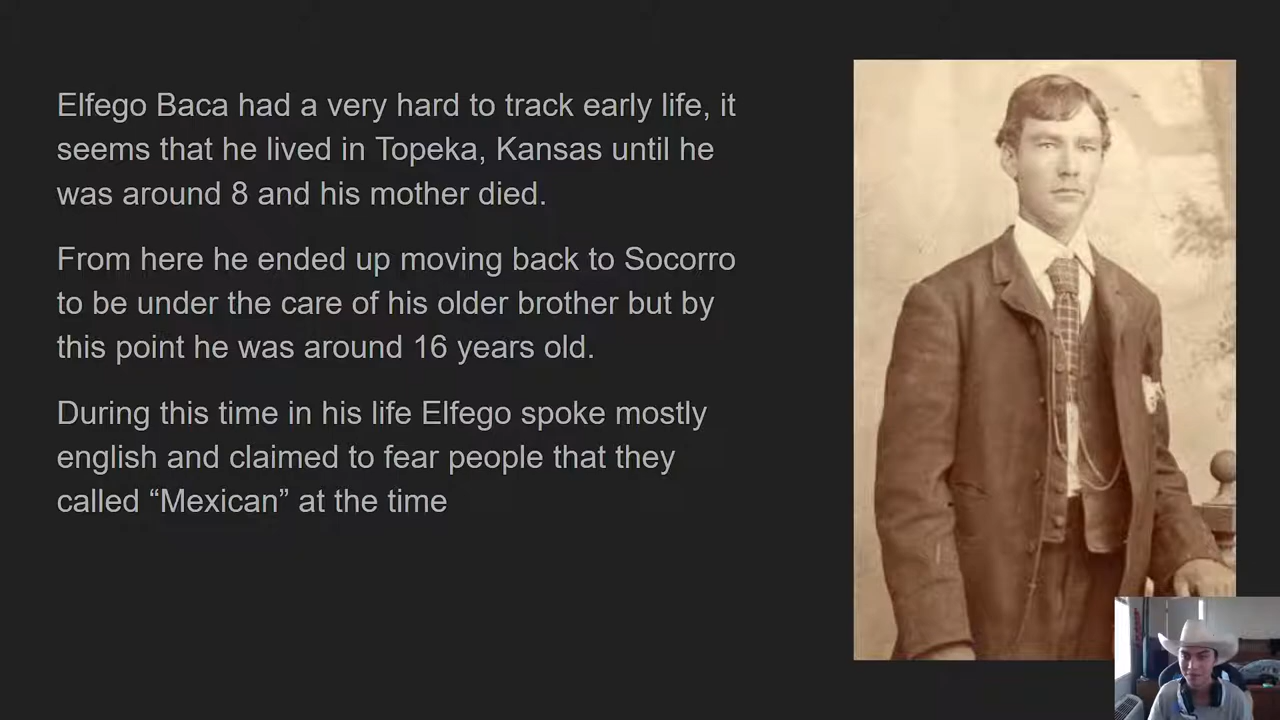 Elfego Baca had a very hard to track early life, it
seems that he lived in Topeka, Kansas until he
was around 8 and his mother died.
From here he ended up moving back to Socorro
to be under the care of his older brother but by
this point he was around 16 years old.
During this time in his life Elfego spoke mostly
english and claimed to fear people that they
called “Mexican” at the time